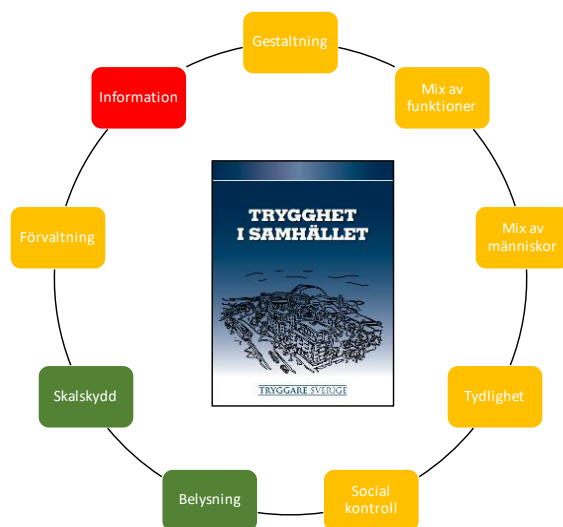 Gestaltning
Mix av
funktioner
Mix av
människor
Tydlighet
Social
kontroll
Belysning
Skalskydd
Förvaltning
Information
TRYGGHET
I SAMHÄLLET
TRYGGARE SVERIGE